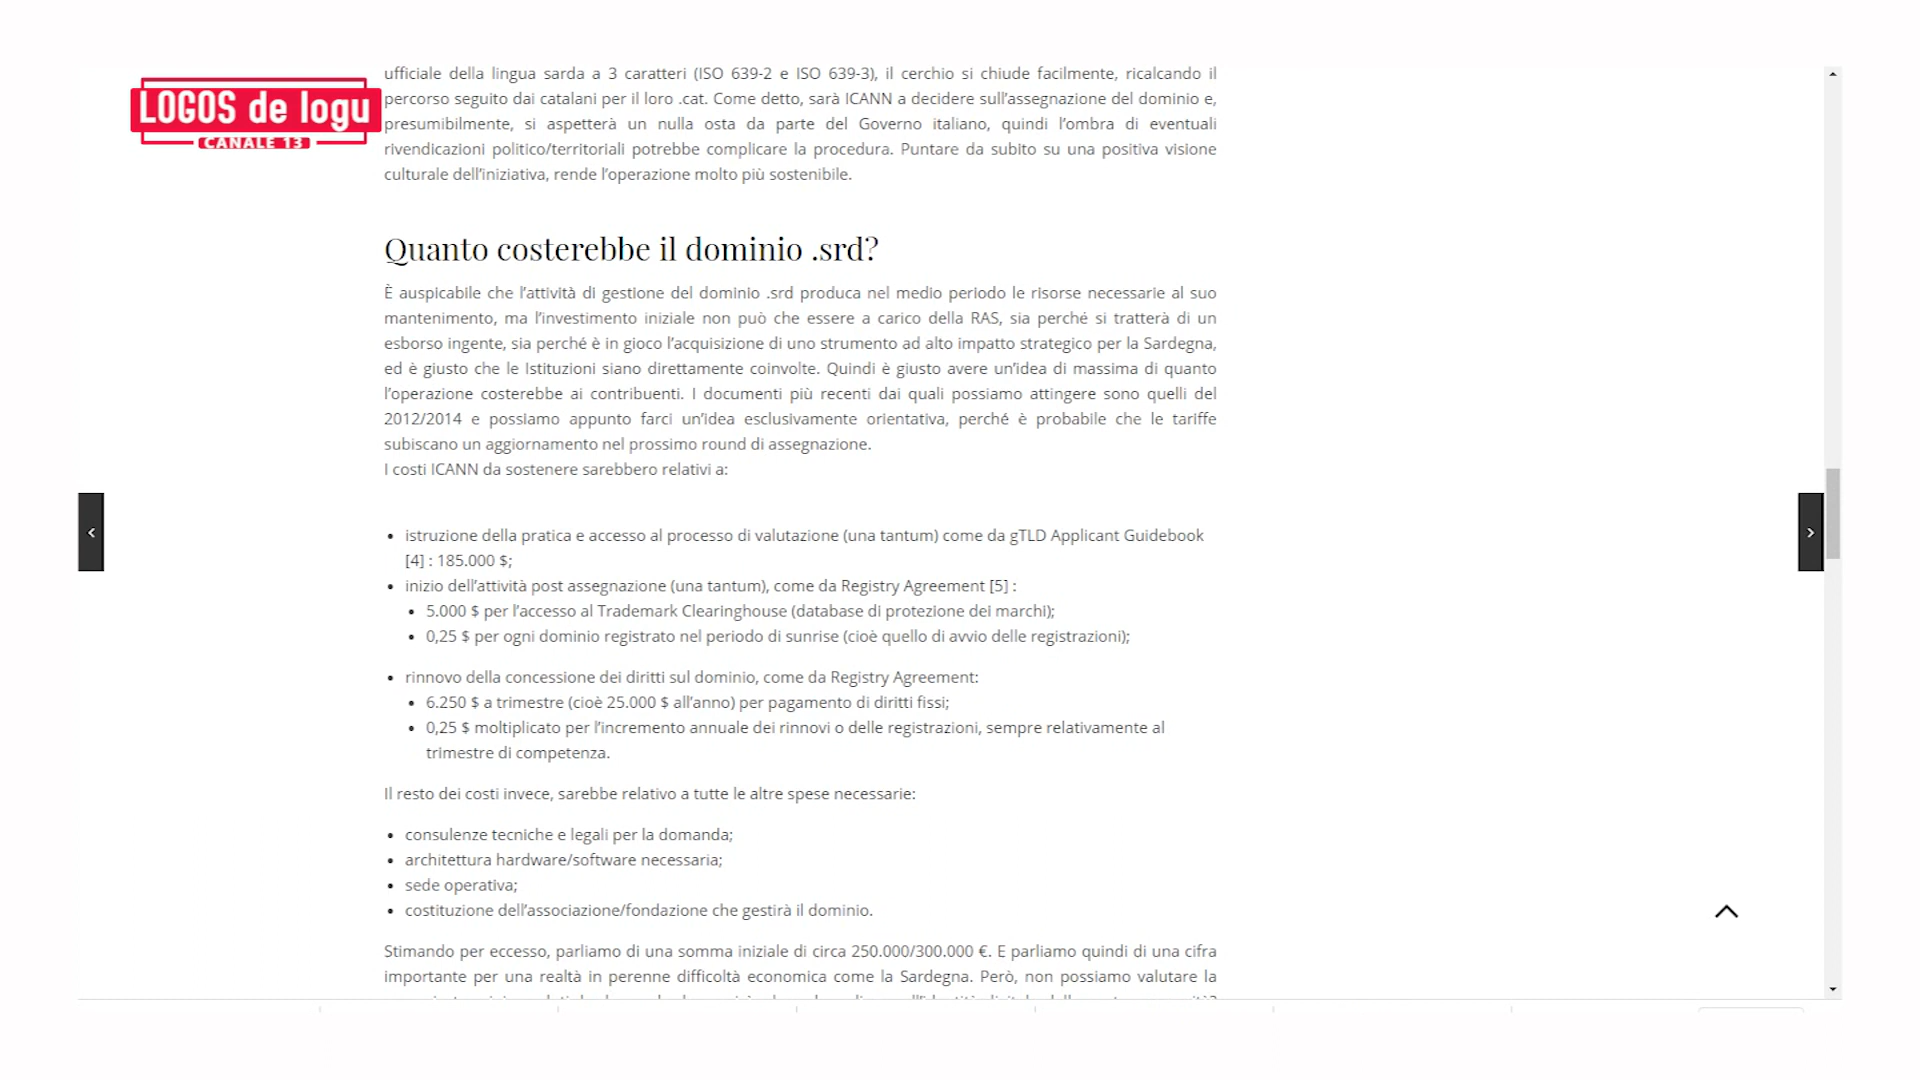 LOGOS de logu
CANALE 13
ufficiale della lingua sarda a 3 caratteri (ISO 639-2 e ISO 639-3), il cerchio si chiude facilmente, ricalcando il
percorso seguito dai catalani per il loro .cat. Come detto, sarà ICANN a decidere sull’assegnazione del dominio e,
presumibilmente, si aspetterà un nulla osta da parte del Governo italiano, quindi l’ombra di eventuali
rivendicazioni politico/territoriali potrebbe complicare la procedura. Puntare da subito su una positiva visione
culturale dell’iniziativa, rende l’operazione molto più sostenibile.
Quanto costerebbe il dominio .srd?
È auspicabile che l’attività di gestione del dominio .srd produca nel medio periodo le risorse necessarie al suo
mantenimento, ma l’investimento iniziale non può che essere a carico della RAS, sia perché si tratterà di un
esborso ingente, sia perché è in gioco l’acquisizione di uno strumento ad alto impatto strategico per la Sardegna,
ed è giusto che le Istituzioni siano direttamente coinvolte. Quindi è giusto avere un’idea di massima di quanto
l’operazione costerebbe ai contribuenti. I documenti più recenti dai quali possiamo attingere sono quelli del
2012/2014 e possiamo appunto farci un’idea esclusivamente orientativa, perché è probabile che le tariffe
subiscano un aggiornamento nel prossimo round di assegnazione.
I costi ICANN da sostenere sarebbero relativi a:
• istruzione della pratica e accesso al processo di valutazione (una tantum) come da gTLD Applicant Guidebook
[4] : 185.000 $;
• inizio dell’attività post assegnazione (una tantum), come da Registry Agreement [5] :
• 5.000 $ per l’accesso al Trademark Clearinghouse (database di protezione dei marchi);
• 0,25 $ per ogni dominio registrato nel periodo di sunrise (cioè quello di avvio delle registrazioni);
• rinnovo della concessione dei diritti sul dominio, come da Registry Agreement:
• 6.250 $ a trimestre (cioè 25.000 $ all’anno) per pagamento di diritti fissi;
• 0,25 $ moltiplicato per l’incremento annuale dei rinnovi o delle registrazioni, sempre relativamente al
trimestre di competenza.
Il resto dei costi invece, sarebbe relativo a tutte le altre spese necessarie:
• consulenze tecniche e legali per la domanda;
• architettura hardware/software necessaria;
• sede operativa;
• costituzione dell’associazione/fondazione che gestirà il dominio.
Stimando per eccesso, parliamo di una somma iniziale di circa 250.000/300.000 €. E parliamo quindi di una cifra
importante per una realtà in perenne difficoltà economica come la Sardegna. Però, non possiamo valutare la